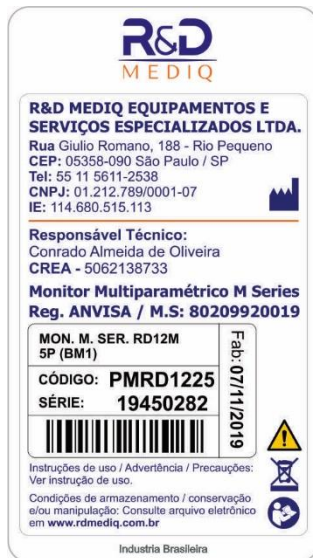 R&D
MEDIQ
R&D MEDIQ EQUIPAMENTOS E
SERVIÇOS ESPECIALIZADOS LTDA.
Rua Giulio Romano, 188 - Rio Pequeno
CEP: 05358-090 São Paulo / SP
Tel: 55 11 5611-2538
CNPJ: 01.212.789/0001-07
IE: 114.680.515.113
Responsável Técnico:
Conrado Almeida de Oliveira
CREA - 5062138733
Monitor Multiparamétrico M Series
Reg. ANVISA / M.S: 80209920019
MON. M. SER. RD12M
5P (BM1)
CÓDIGO: PMRD1225
SÉRIE: 19450282
Fab: 07/11/2019
Instruções de uso / Advertência / Precauções:
Ver instrução de uso.
Condições de armazenamento / conservação
e/ou manipulação: Consulte arquivo eletrônico
em www.rdmediq.com.br
Industria Brasileira